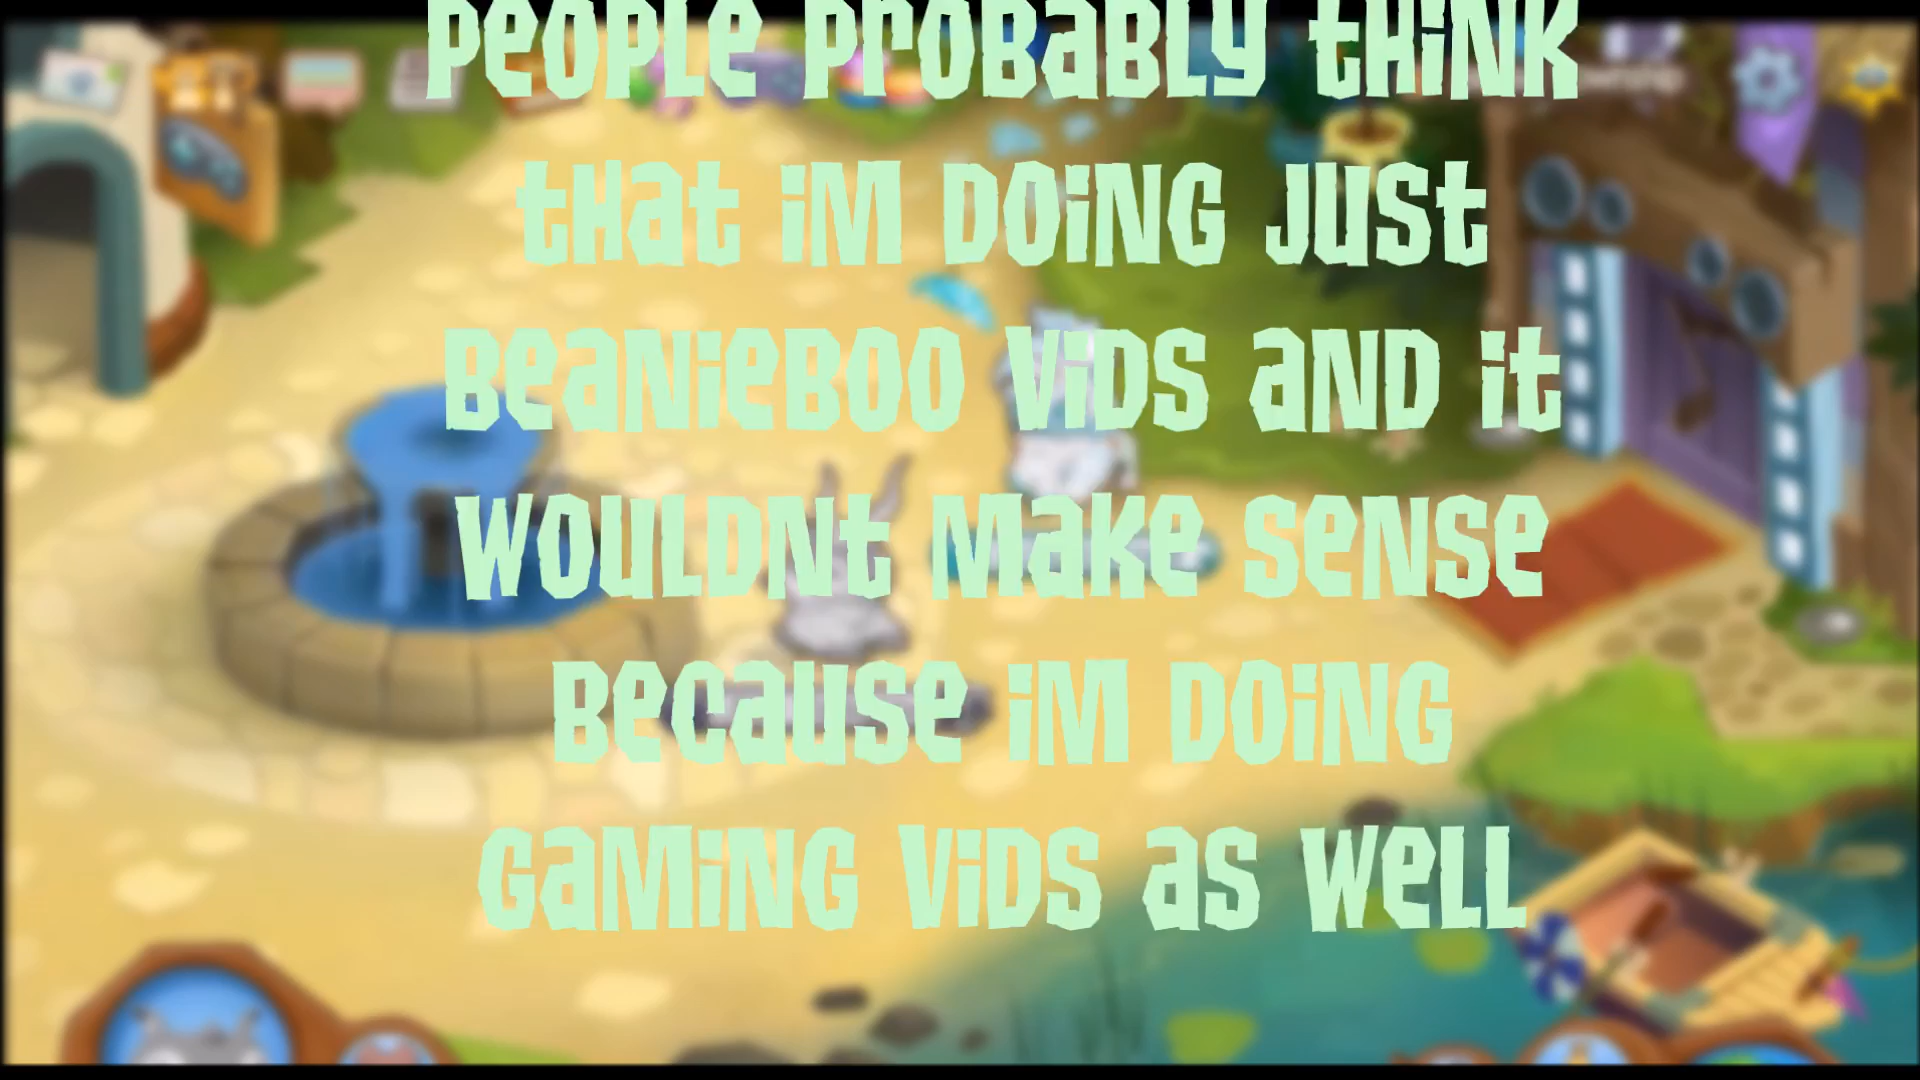 PEOPLE PROBABLY THINK
THAT IM DOING JUST
BEANIEBOO VIDS AND IT
WOULDNT MAKE SENSE
BECAUSE IM DOING
GAMING VIDS AS WELL